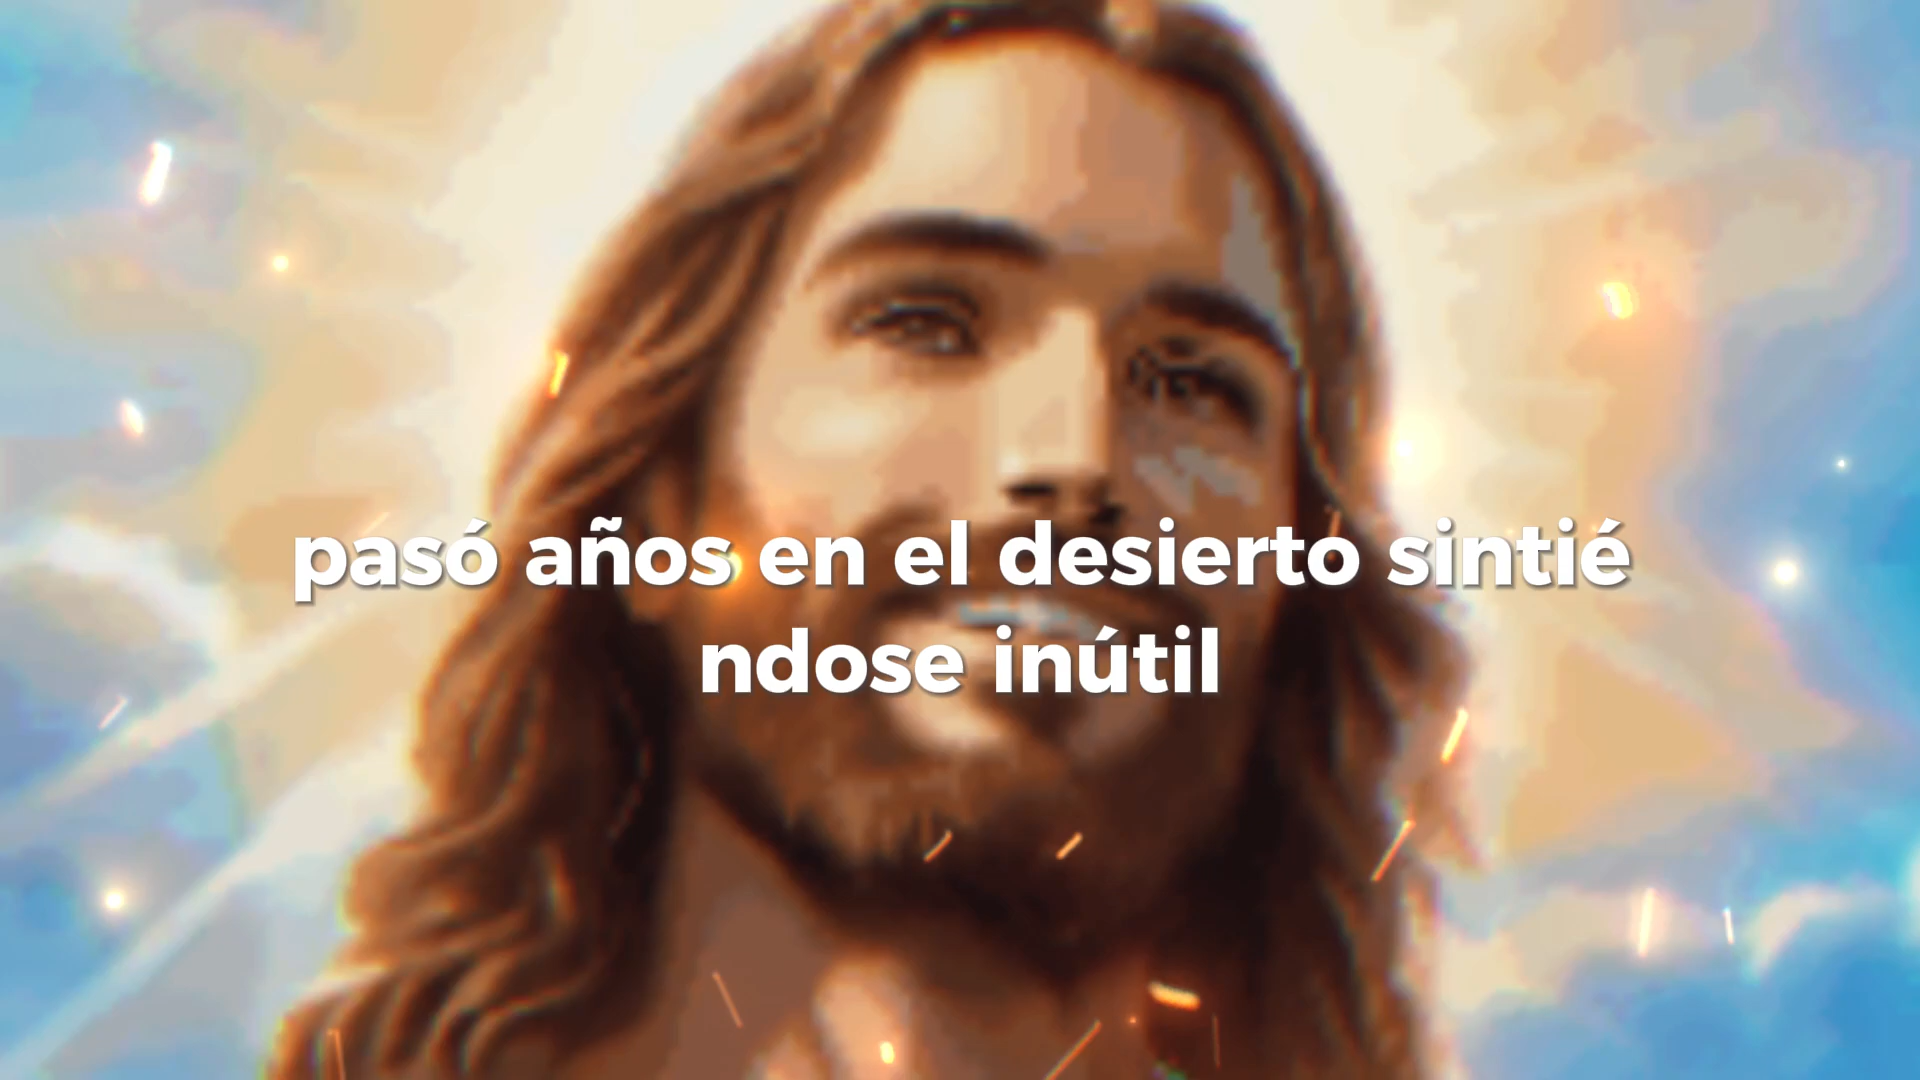 pasó años en el desierto sintié
ndose inútil